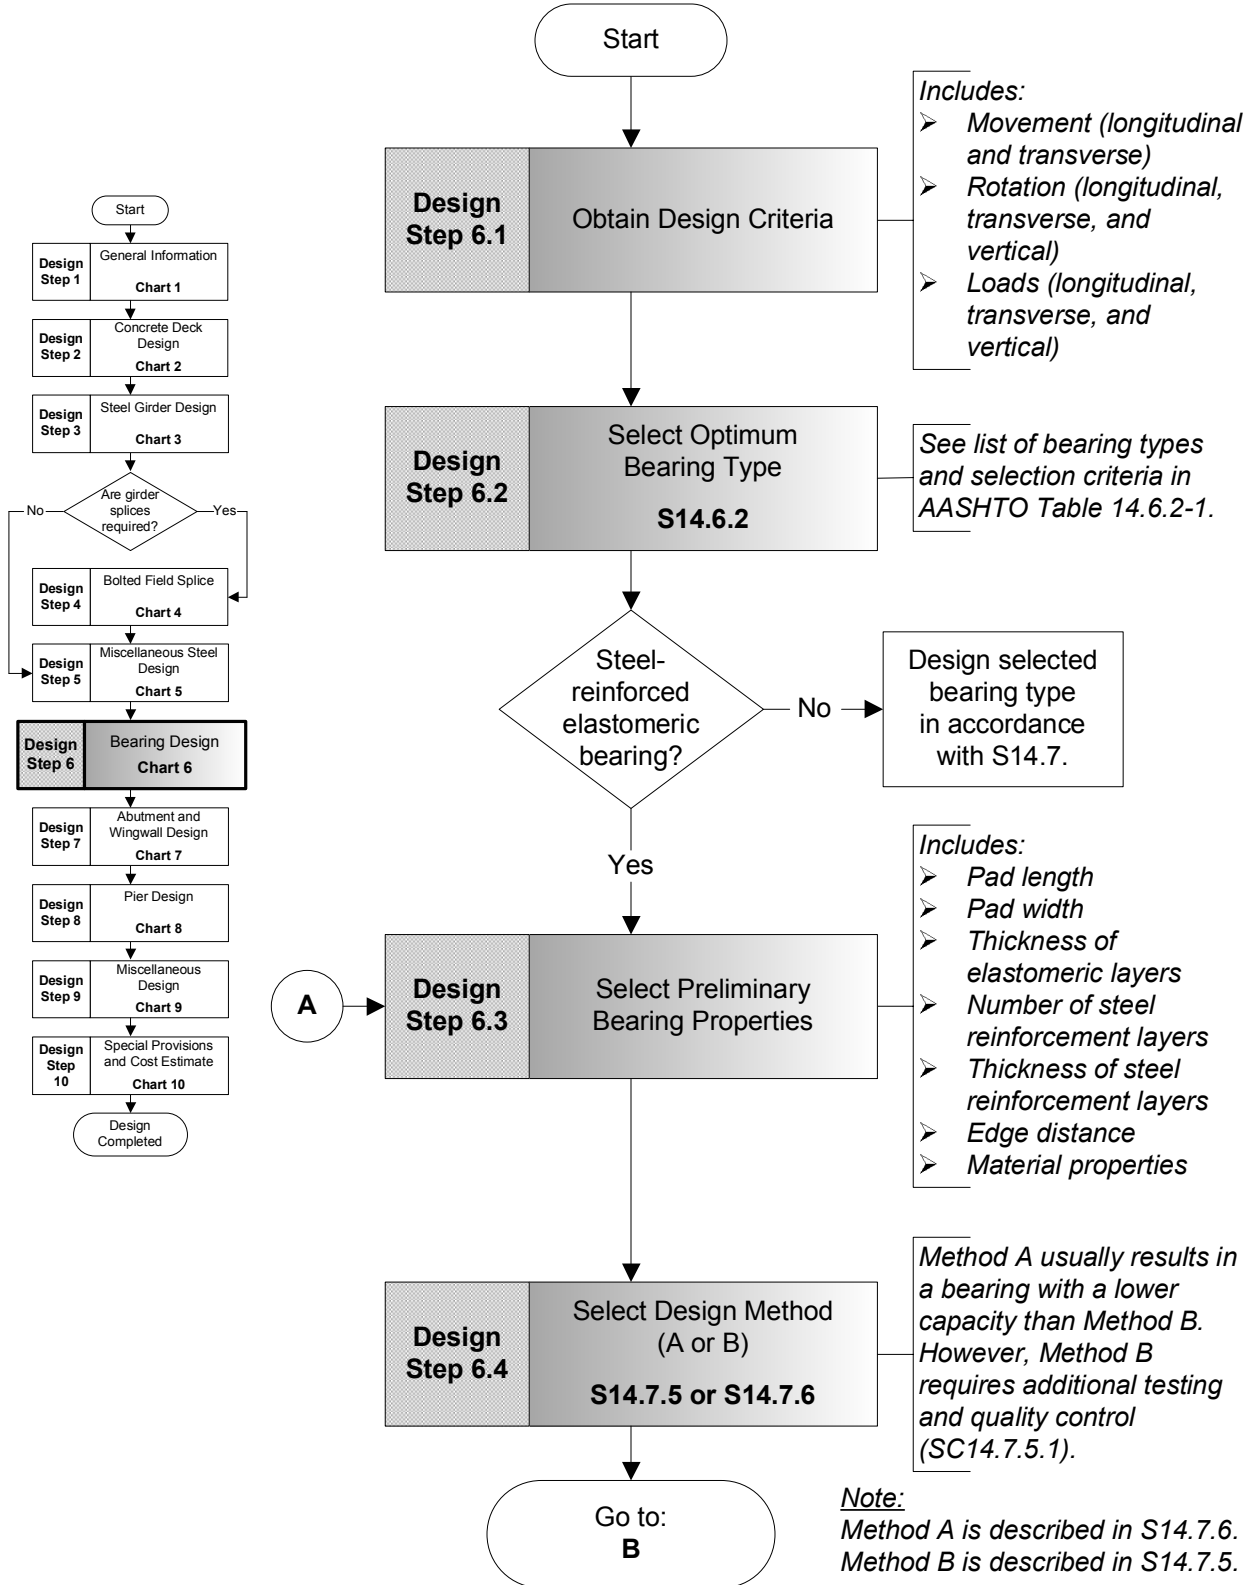 Start
General Information
Design
Step 1
Chart 1
Concrete Deck
Design
Design
Step 2
Chart 2
Steel Girder Design
Design
Step 3
Chart 3
Are girder
splices
required?
No
Yes
Bolted Field Splice
Design
Step 4
Chart 4
Miscellaneous Steel
Design
Design
Step 5
Chart 5
Bearing Design
Design
Step 6
Chart 6
Abutment and
Wingwall Design
Design
Step 7
Chart 7
Pier Design
Design
Step 8
Chart 8
Miscellaneous
Design
Design
Step 9
Chart 9
Special Provisions
and Cost Estimate
Design
Step
10
Chart 10
Design
Completed
Start
Design
Step 6.1
Obtain Design Criteria
Includes:
➢ Movement (longitudinal
and transverse)
➢ Rotation (longitudinal,
transverse, and
vertical)
➢ Loads (longitudinal,
transverse, and
vertical)
Design
Step 6.2
Select Optimum
Bearing Type
S14.6.2
See list of bearing types
and selection criteria in
AASHTO Table 14.6.2-1.
Steel-
reinforced
elastomeric
bearing?
No
Design selected
bearing type
in accordance
with S14.7.
Yes
A
Design
Step 6.3
Select Preliminary
Bearing Properties
Includes:
➢ Pad length
➢ Pad width
➢ Thickness of
elastomeric layers
➢ Number of steel
reinforcement layers
➢ Thickness of steel
reinforcement layers
➢ Edge distance
➢ Material properties
Design
Step 6.4
Select Design Method
(A or B)
S14.7.5 or S14.7.6
Method A usually results in
a bearing with a lower
capacity than Method B.
However, Method B
requires additional testing
and quality control
(SC14.7.5.1).
Go to:
B
Note:
Method A is described in S14.7.6.
Method B is described in S14.7.5.